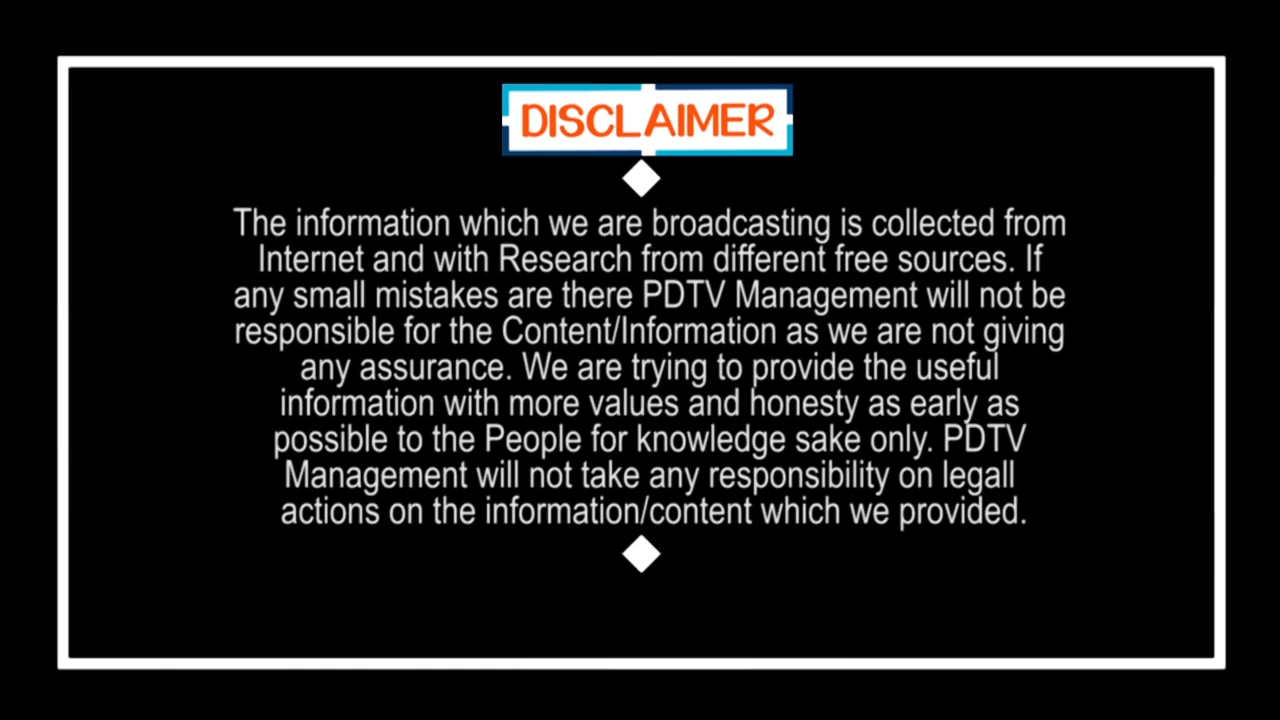 DISCLAIMER
The information which we are broadcasting is collected from
Internet and with Research from different free sources. If
any small mistakes are there PDTV Management will not be
responsible for the Content/Information as we are not giving
any assurance. We are trying to provide the useful
information with more values and honesty as early as
possible to the People for knowledge sake only. PDTV
Management will not take any responsibility on legall
actions on the information/content which we provided.